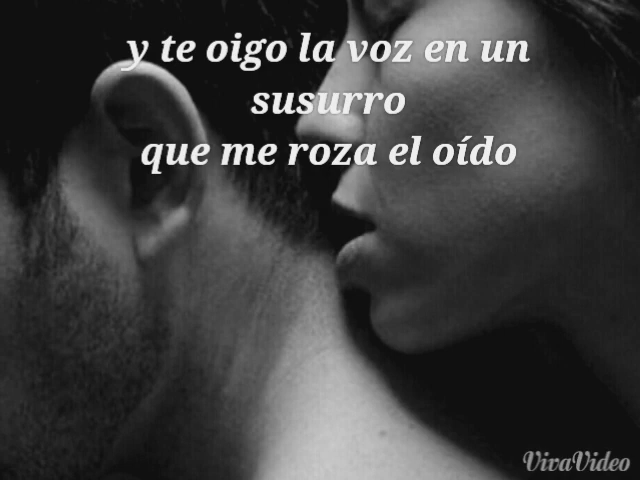 y te oigo la voz en un
susurro
que me roza el oído
VivaVideo